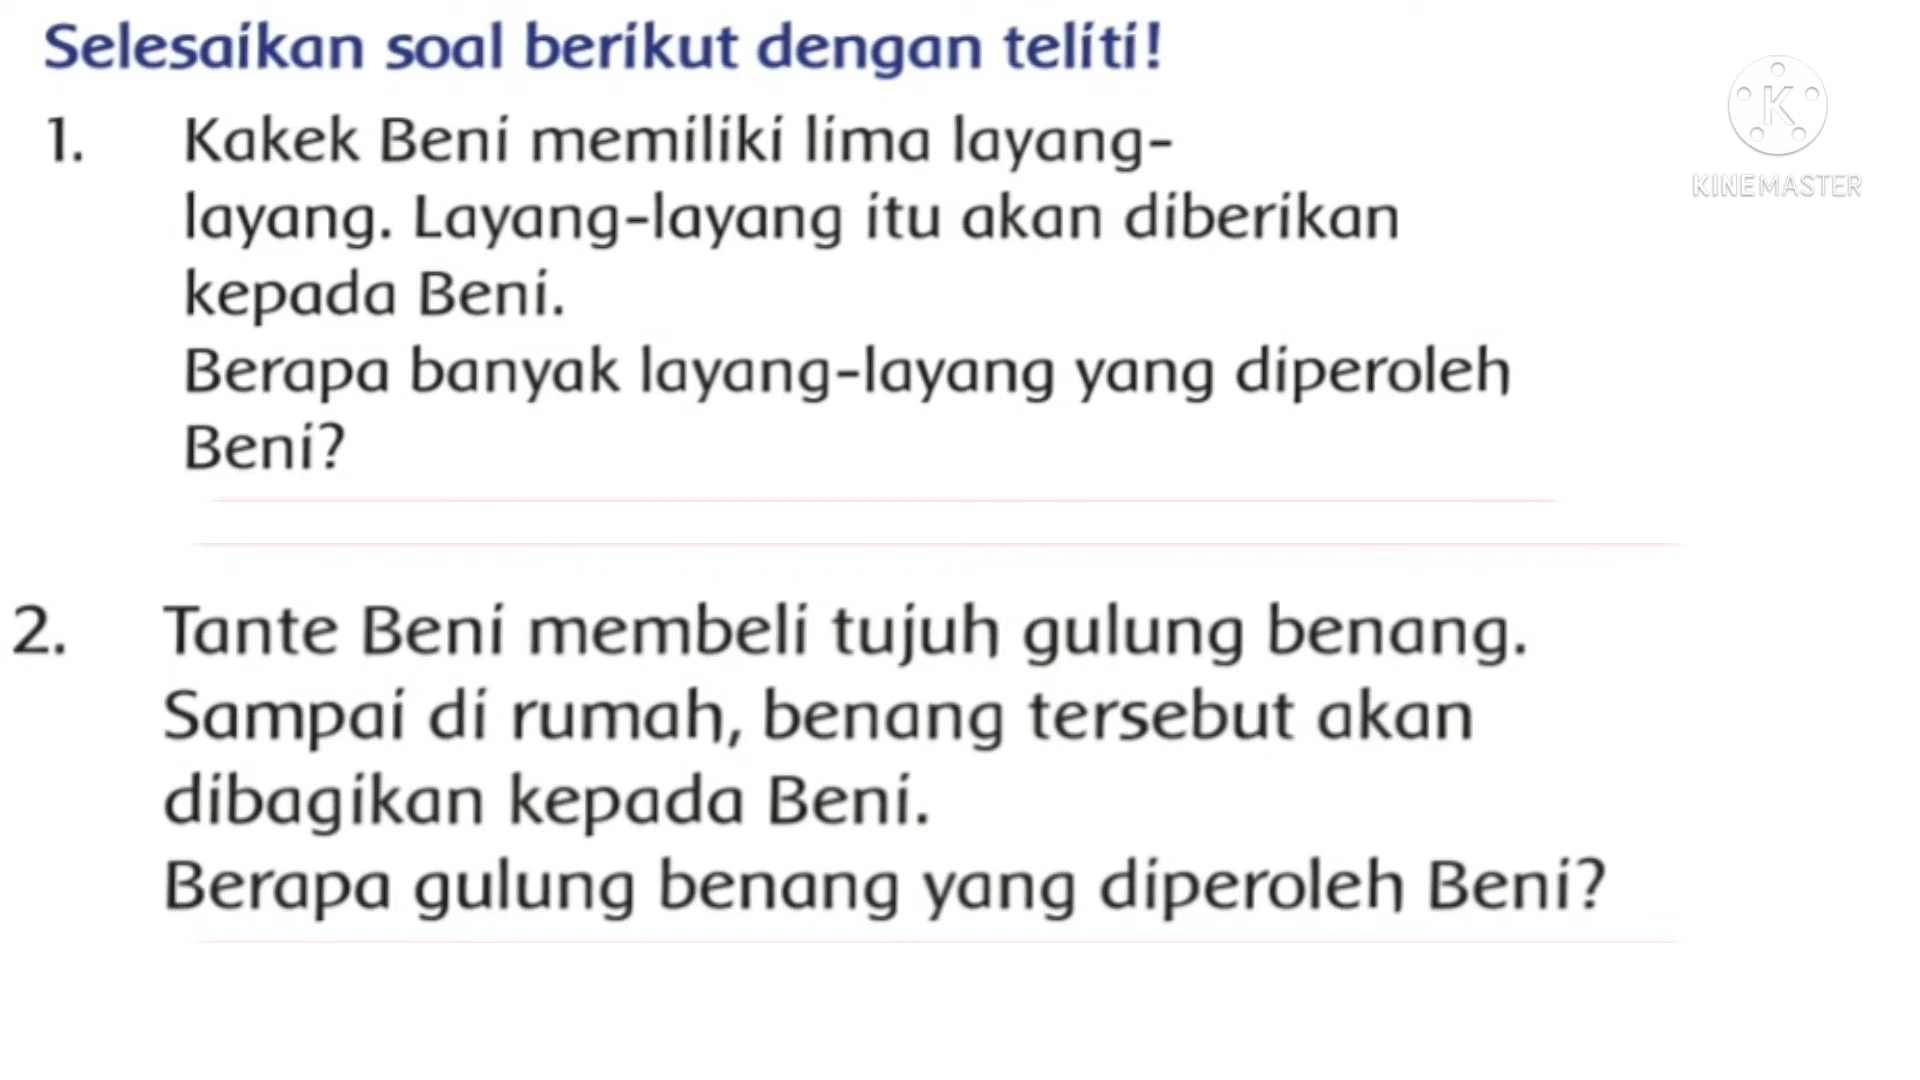 Selesaikan soal berikut dengan teliti!
1. Kakek Beni memiliki lima layang-
layang. Layang-layang itu akan diberikan
kepada Beni.
Berapa banyak layang-layang yang diperoleh
Beni?
2. Tante Beni membeli tujuh gulung benang.
Sampai di rumah, benang tersebut akan
dibagikan kepada Beni.
Berapa gulung benang yang diperoleh Beni?
K
KINEMASTER